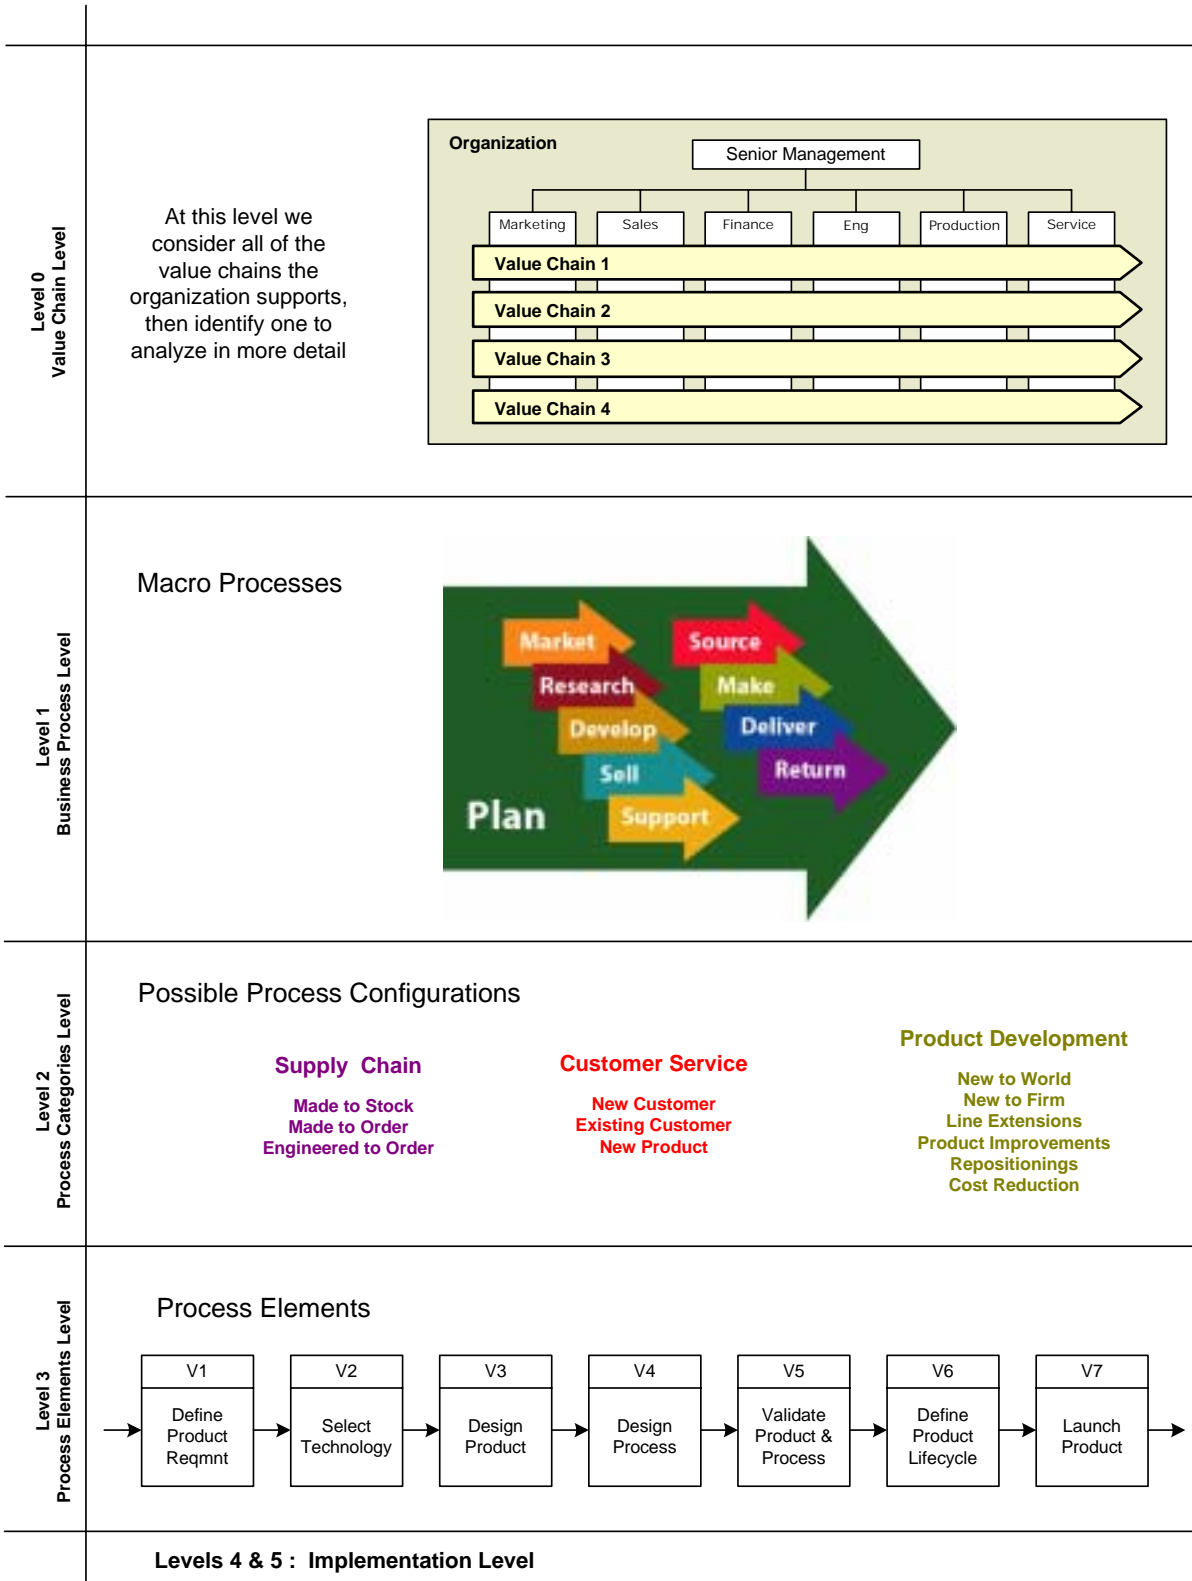 Level 0
Value Chain Level
At this level we
consider all of the
value chains the
organization supports,
then identify one to
analyze in more detail
Organization
Senior Management
Marketing
Sales
Finance
Eng
Production
Service
Value Chain 1
Value Chain 2
Value Chain 3
Value Chain 4
Level 1
Business Process Level
Macro Processes
Market
Research
Develop
Sell
Support
Source
Make
Deliver
Return
Plan
Level 2
Process Categories Level
Possible Process Configurations
Supply Chain
Made to Stock
Made to Order
Engineered to Order
Customer Service
New Customer
Existing Customer
New Product
Product Development
New to World
New to Firm
Line Extensions
Product Improvements
Repositionings
Cost Reduction
Level 3
Process Elements Level
Process Elements
V1
Define
Product
Reqmnt
V2
Select
Technology
V3
Design
Product
V4
Design
Process
V5
Validate
Product &
Process
V6
Define
Product
Lifecycle
V7
Launch
Product
Levels 4 & 5 : Implementation Level